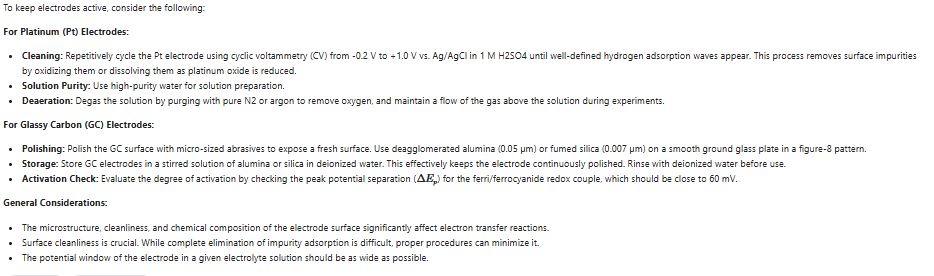 To keep electrodes active, consider the following:
For Platinum (Pt) Electrodes:
• Cleaning: Repetitively cycle the Pt electrode using cyclic voltammetry (CV) from -0.2 V to +1.0 V vs. Ag/AgCl in 1 M H2SO4 until well-defined hydrogen adsorption waves appear. This process removes surface impurities
by oxidizing them or dissolving them as platinum oxide is reduced.
• Solution Purity: Use high-purity water for solution preparation.
• Deaeration: Degas the solution by purging with pure N2 or argon to remove oxygen, and maintain a flow of the gas above the solution during experiments.
For Glassy Carbon (GC) Electrodes:
• Polishing: Polish the GC surface with micro-sized abrasives to expose a fresh surface. Use deagglomerated alumina (0.05 μm) or fumed silica (0.007 μm) on a smooth ground glass plate in a figure-8 pattern.
• Storage: Store GC electrodes in a stirred solution of alumina or silica in deionized water. This effectively keeps the electrode continuously polished. Rinse with deionized water before use.
• Activation Check: Evaluate the degree of activation by checking the peak potential separation (ΔEₚ) for the ferri/ferrocyanide redox couple, which should be close to 60 mV.
General Considerations:
• The microstructure, cleanliness, and chemical composition of the electrode surface significantly affect electron transfer reactions.
• Surface cleanliness is crucial. While complete elimination of impurity adsorption is difficult, proper procedures can minimize it.
• The potential window of the electrode in a given electrolyte solution should be as wide as possible.